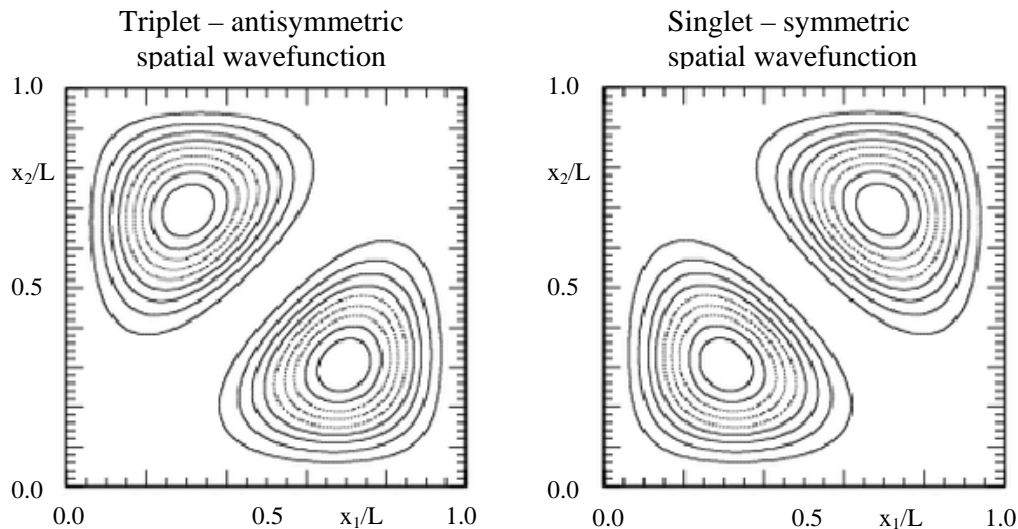 Triplet – antisymmetric
spatial wavefunction
1.0
x2/L
0.5
0.0
0.0 0.5 x1/L 1.0
Singlet – symmetric
spatial wavefunction
1.0
x2/L
0.5
0.0
0.0 0.5 x1/L 1.0